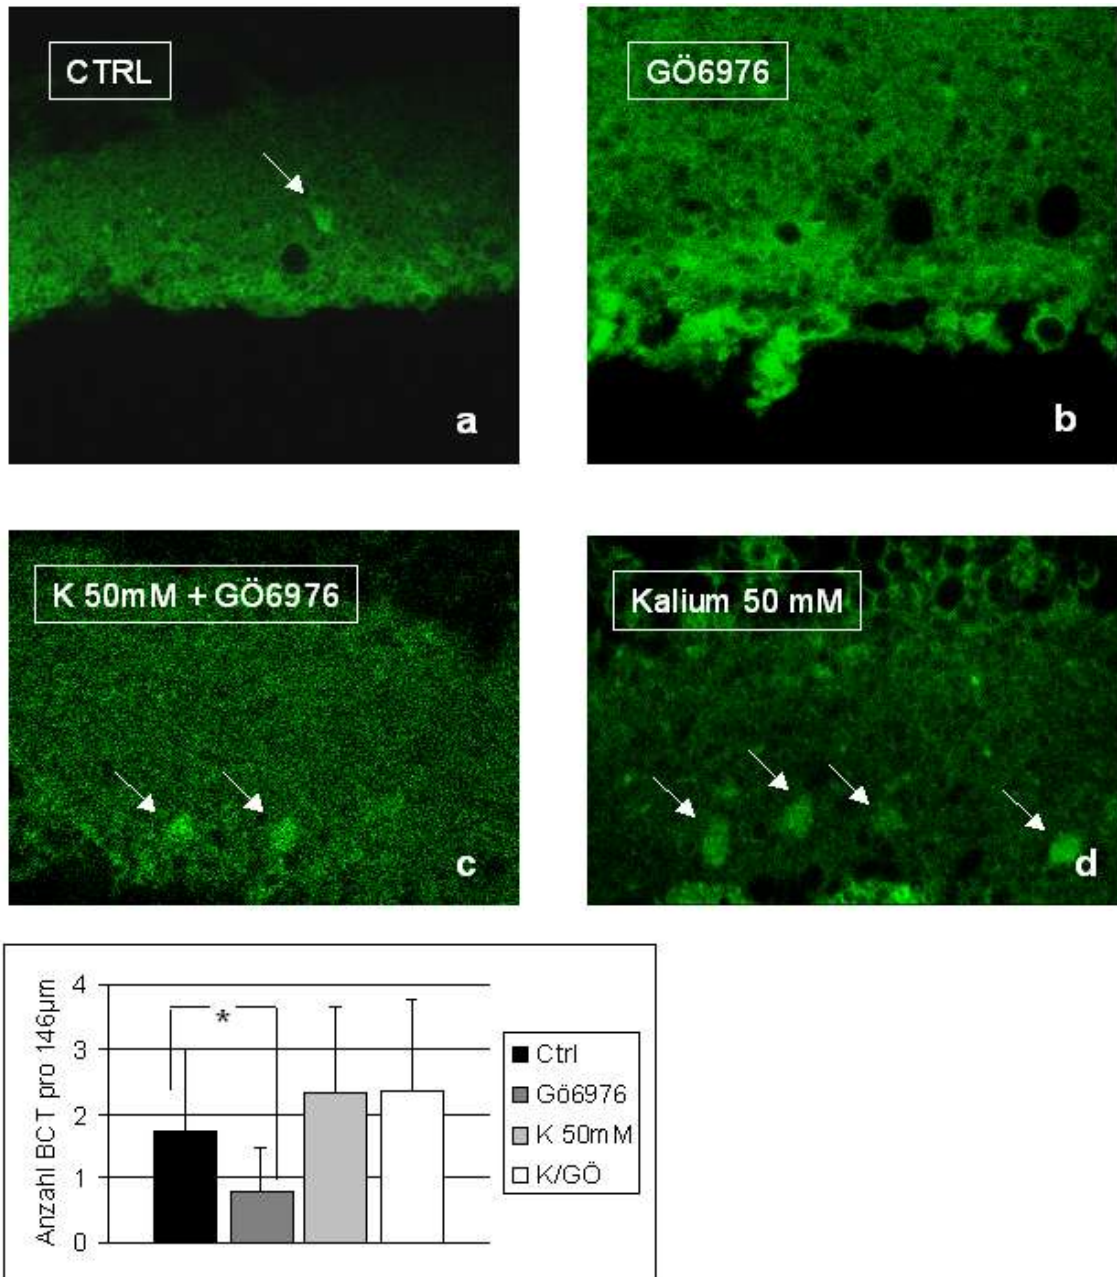 CTRL
a
GÖ6976
b
K 50mM + GÖ6976
c
Kalium 50 mM
d
Anzahl BCT pro 146µm
4
3
2
1
0
*
Ctrl
Gö6976
K 50mM
K/GÖ